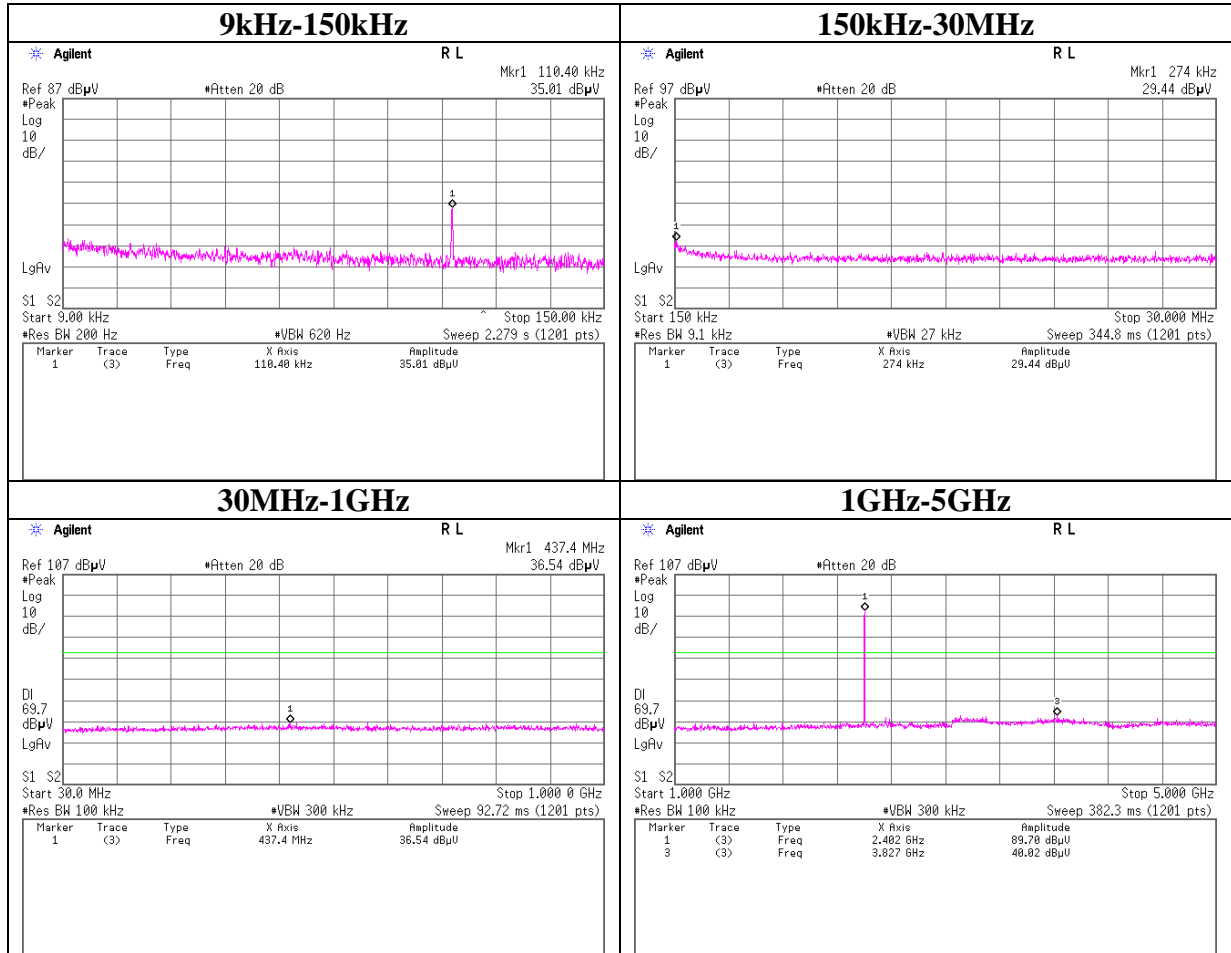 9kHz-150kHz
Agilent R L
Mkr1 110.40 kHz
Ref 87 dBµV #Atten 20 dB 35.01 dBµV
#Peak
Log
10
dB/
1
LgAv
S1 S2
Start 9.00 kHz ^ Stop 150.00 kHz
#Res BW 200 Hz #VBW 620 Hz Sweep 2.279 s (1201 pts)
Marker Trace Type X Axis Amplitude
1 (3) Freq 110.40 kHz 35.01 dBµV
150kHz-30MHz
Agilent R L
Mkr1 274 kHz
Ref 97 dBµV #Atten 20 dB 29.44 dBµV
#Peak
Log
10
dB/
1
LgAv
S1 S2
Start 150 kHz Stop 30.000 MHz
#Res BW 9.1 kHz #VBW 27 kHz Sweep 344.8 ms (1201 pts)
Marker Trace Type X Axis Amplitude
1 (3) Freq 274 kHz 29.44 dBµV
30MHz-1GHz
Agilent R L
Mkr1 437.4 MHz
Ref 107 dBµV #Atten 20 dB 36.54 dBµV
#Peak
Log
10
dB/
1
DI
69.7
dBµV
LgAv
S1 S2
Start 30.0 MHz Stop 1.000 0 GHz
#Res BW 100 kHz #VBW 300 kHz Sweep 92.72 ms (1201 pts)
Marker Trace Type X Axis Amplitude
1 (3) Freq 437.4 MHz 36.54 dBµV
1GHz-5GHz
Agilent R L
Ref 107 dBµV #Atten 20 dB
#Peak
Log
10
dB/
1
DI
69.7
dBµV
3
LgAv
S1 S2
Start 1.000 GHz Stop 5.000 GHz
#Res BW 100 kHz #VBW 300 kHz Sweep 382.3 ms (1201 pts)
Marker Trace Type X Axis Amplitude
1 (3) Freq 2.402 GHz 89.70 dBµV
3 (3) Freq 3.827 GHz 40.02 dBµV